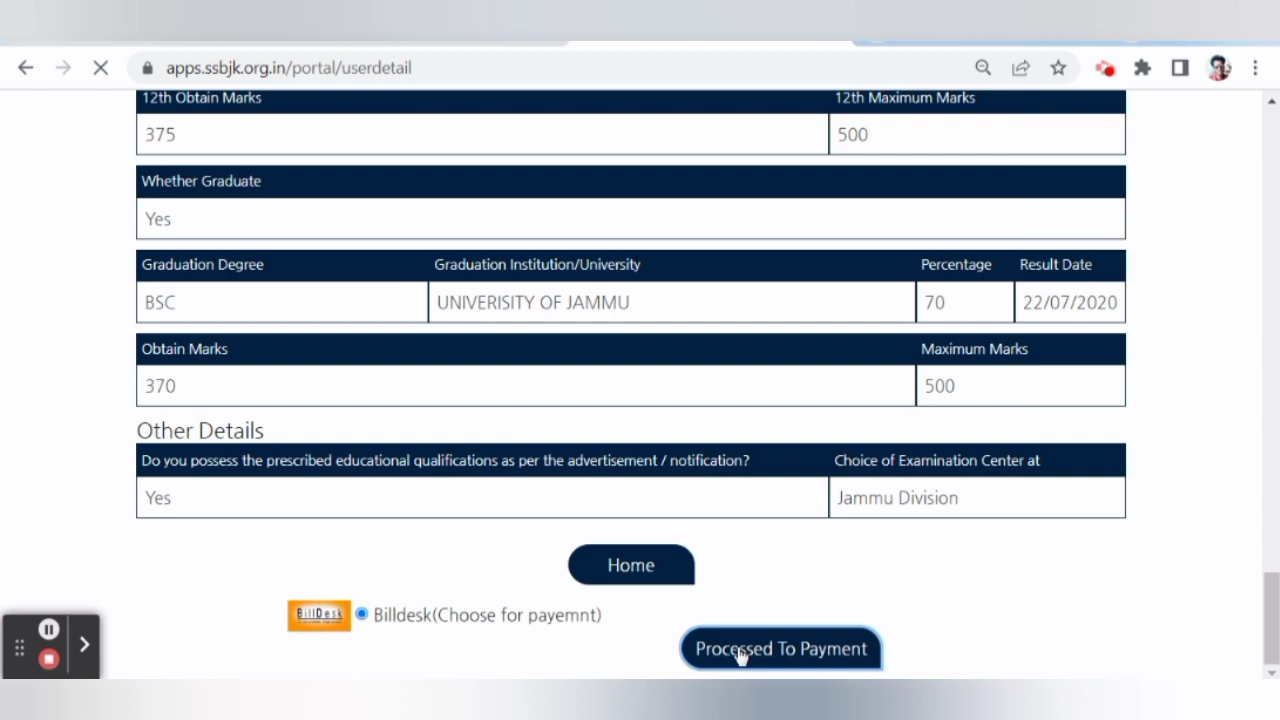 apps.ssbjk.org.in/portal/userdetail
12th Obtain Marks 12th Maximum Marks
375 500
Whether Graduate
Yes
Graduation Degree Graduation Institution/University Percentage Result Date
BSC UNIVERISITY OF JAMMU 70 22/07/2020
Obtain Marks Maximum Marks
370 500
Other Details
Do you possess the prescribed educational qualifications as per the advertisement / notification? Choice of Examination Center at
Yes Jammu Division
Home
BillDesk Billdesk(Choose for payemnt)
Processed To Payment